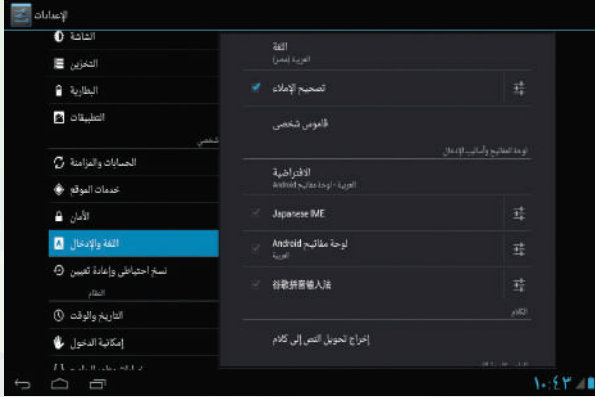 الإعدادات
الشاشة
التخزين
البطارية
التطبيقات
شخصي
الحسابات والمزامنة
خدمات الموقع
الأمان
اللغة والإدخال
نسخ احتياطي وإعادة تعيين
النظام
التاريخ والوقت
إمكانية الدخول
اللغة
العربية (مصر)
تصحيح الإملاء
قاموس شخصي
لوحة المفاتيح وأساليب الإدخال
الافتراضية
العربية - لوحة مفاتيح Android
Japanese IME
لوحة مفاتيح Android
العربية
谷歌拼音输入法
الكلام
إخراج تحويل النص إلى كلام
١٠:٤٣